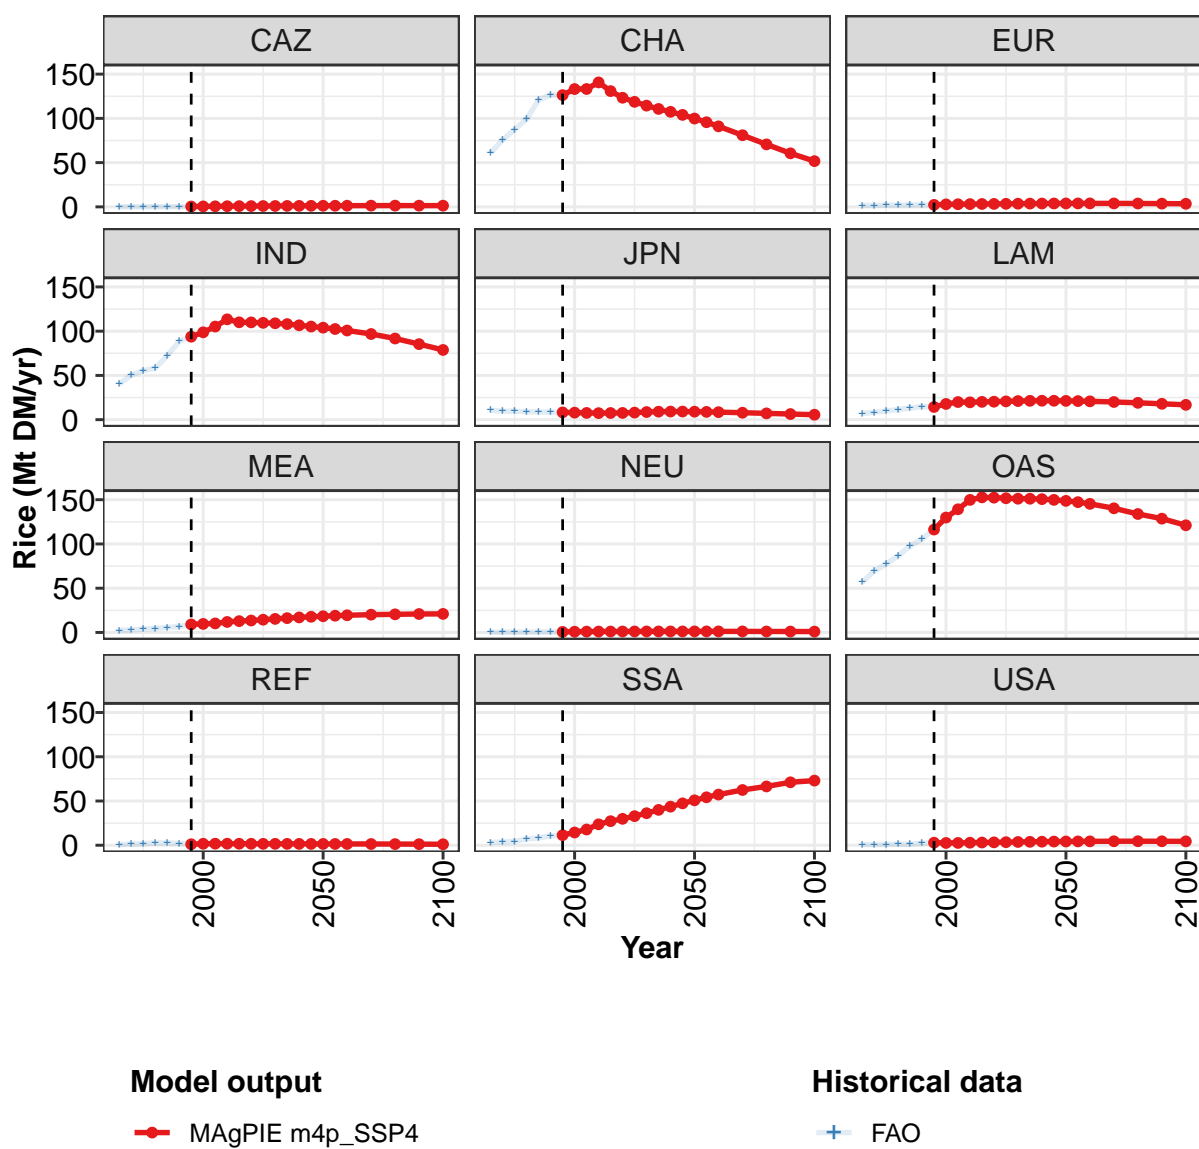 CAZ CHA EUR
150
100
50
0
IND JPN LAM
150
100
50
0
MEA NEU OAS
150
100
50
0
REF SSA USA
150
100
50
0
2000 2050 2100 2000 2050 2100 2000 2050 2100
Rice (Mt DM/yr)
Year
Model output Historical data
MAgPIE m4p_SSP4 FAO